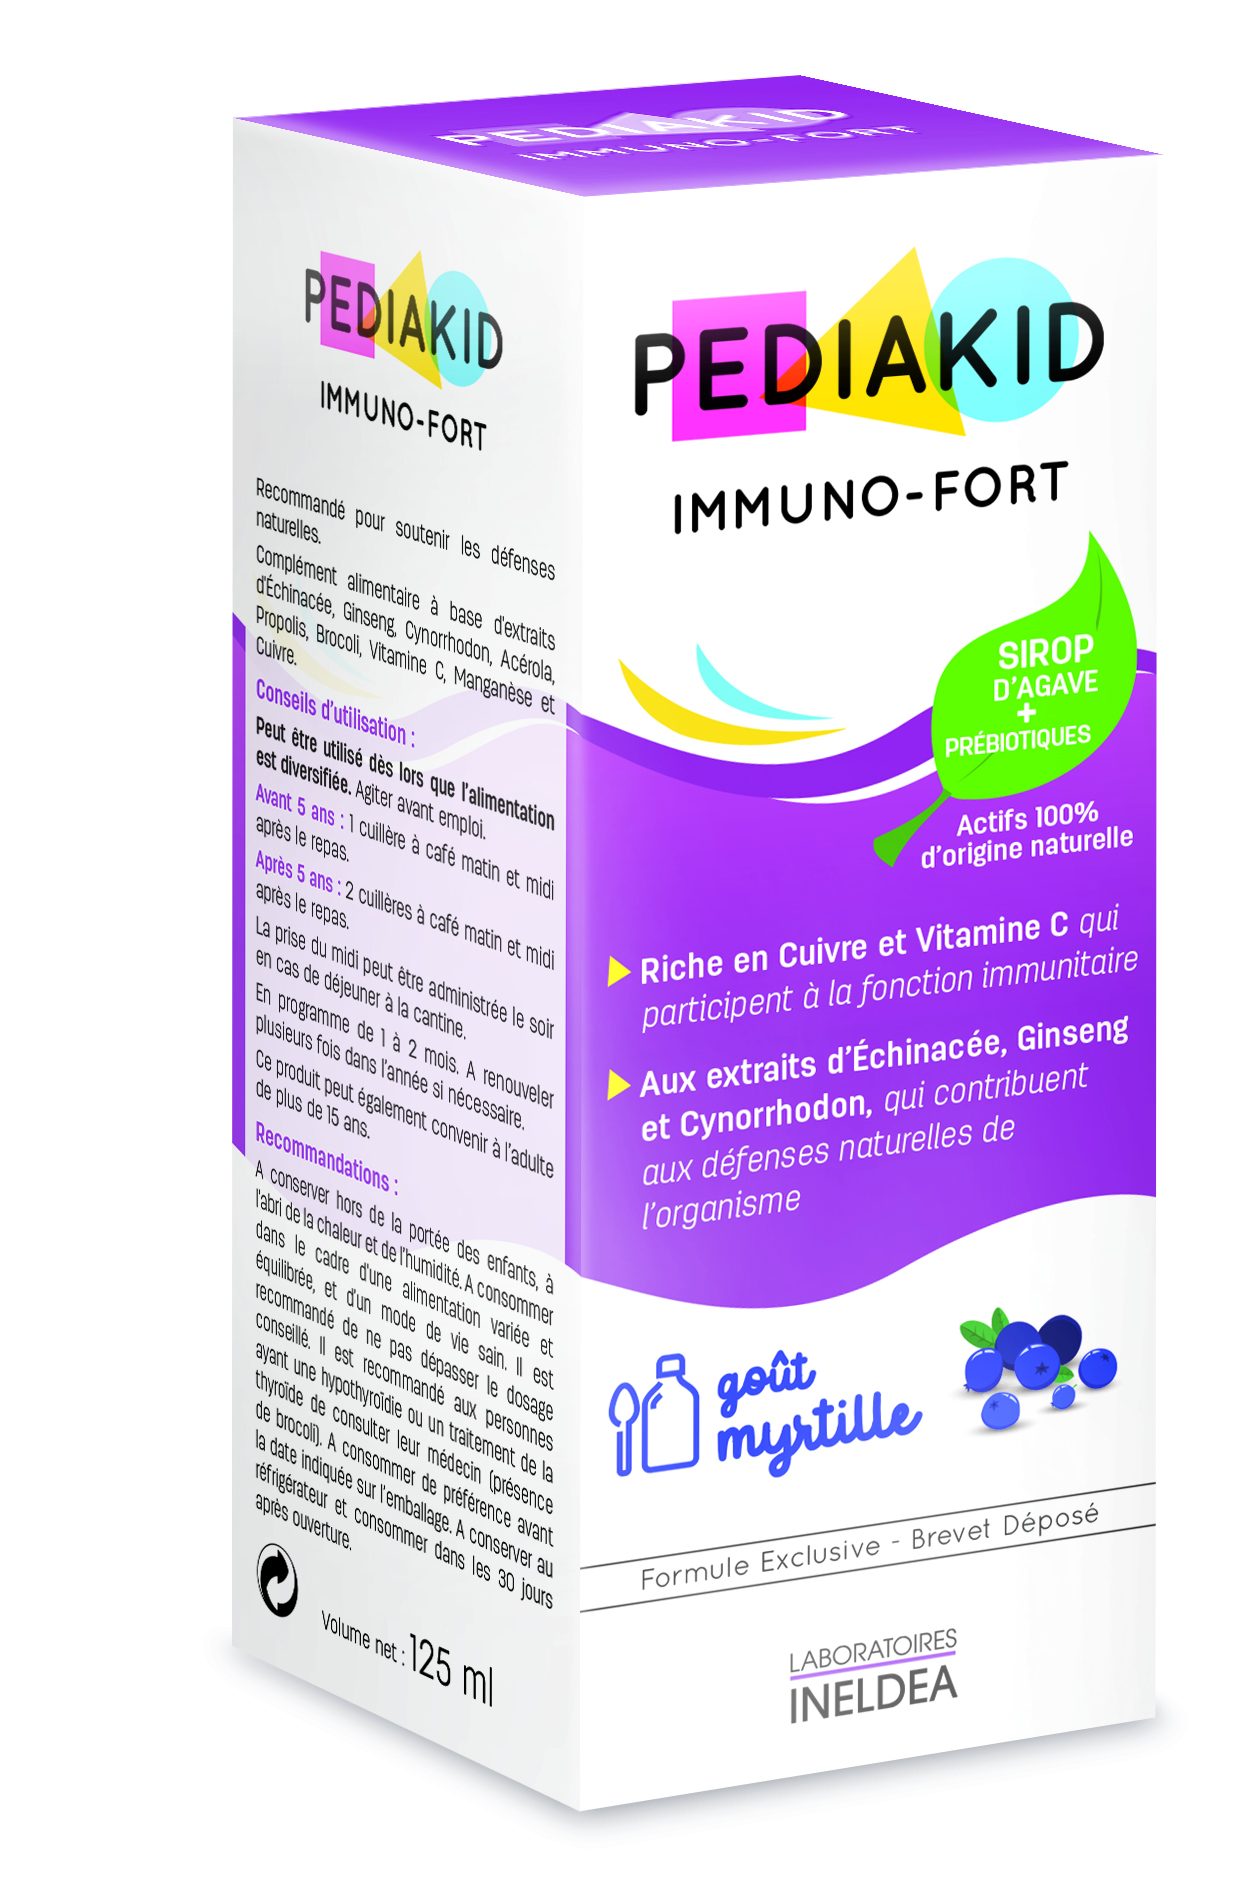 PEDIAKID
IMMUNO-FORT
PEDIAKID
IMMUNO-FORT
Recommandé pour soutenir les défenses
naturelles.
Complément alimentaire à base d'extraits
d'Échinacée, Ginseng, Cynorrhodon, Acérola,
Propolis, Brocoli, Vitamine C, Manganèse et
Cuivre.
Conseils d'utilisation :
Peut être utilisé dès lors que l'alimentation
est diversifiée. Agiter avant emploi.
Avant 5 ans : 1 cuillère à café matin et midi
après le repas.
Après 5 ans : 2 cuillères à café matin et midi
après le repas.
La prise du midi peut être administrée le soir
en cas de déjeuner à la cantine.
En programme de 1 à 2 mois. A renouveler
plusieurs fois dans l'année si nécessaire.
Ce produit peut également convenir à l'adulte
de plus de 15 ans.
Recommandations :
A conserver hors de la portée des enfants, à
l'abri de la chaleur et de l'humidité. A consommer
dans le cadre d'une alimentation variée et
équilibrée, et d'un mode de vie sain. Il est
recommandé de ne pas dépasser le dosage
conseillé. Il est recommandé aux personnes
ayant une hypothyroïdie ou un traitement de la
thyroïde de consulter leur médecin (présence
de brocoli). A consommer de préférence avant
la date indiquée sur l'emballage. A conserver au
réfrigérateur et consommer dans les 30 jours
après ouverture.
Volume net : 125 ml
PEDIAKID
IMMUNO-FORT
SIROP
D'AGAVE
+
PRÉBIOTIQUES
Actifs 100%
d'origine naturelle
Riche en Cuivre et Vitamine C qui
participent à la fonction immunitaire
Aux extraits d'Échinacée, Ginseng
et Cynorrhodon, qui contribuent
aux défenses naturelles de
l'organisme
goût
myrtille
Formule Exclusive - Brevet Déposé
LABORATOIRES
INELDEA